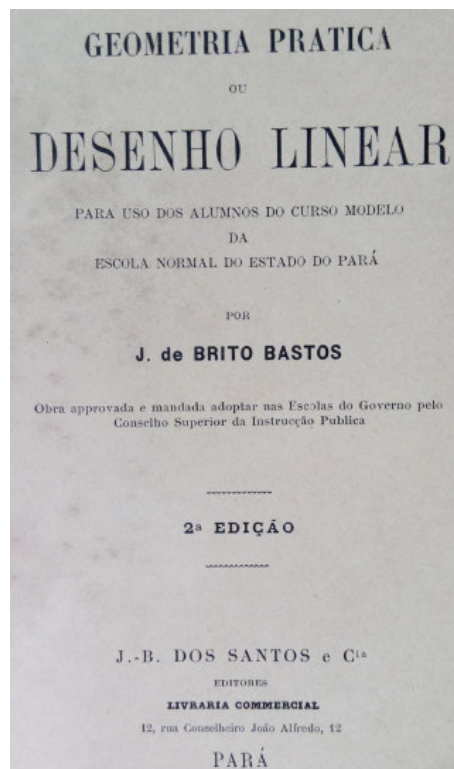 GEOMETRIA PRATICA
OU
DESENHO LINEAR
PARA USO DOS ALUMNOS DO CURSO MODELO
DA
ESCOLA NORMAL DO ESTADO DO PARÁ
POR
J. de BRITO BASTOS
Obra approvada e mandada adoptar nas Escolas do Governo pelo
Conselho Superior da Instrucção Publica
2ª EDIÇÃO
J.-B. DOS SANTOS e Cia
EDITORES
LIVRARIA COMMERCIAL
12, rua Conselheiro João Alfredo, 12
PARÁ